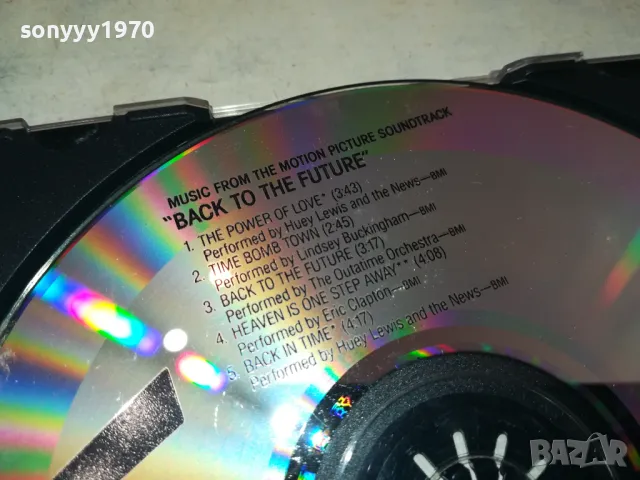 sonyyy1970
MUSIC FROM THE MOTION PICTURE SOUNDTRACK
"BACK TO THE FUTURE"
1. THE POWER OF LOVE* (3:43)
Performed by Huey Lewis and the News—BMI
2. TIME BOMB TOWN (2:45)
Performed by Lindsey Buckingham—BMI
3. BACK TO THE FUTURE (3:17)
Performed by The Outatime Orchestra—BMI
4. HEAVEN IS ONE STEP AWAY** (4:08)
Performed by Eric Clapton—BMI
5. BACK IN TIME* (4:17)
Performed by Huey Lewis and the News—BMI
BAZAR
bg